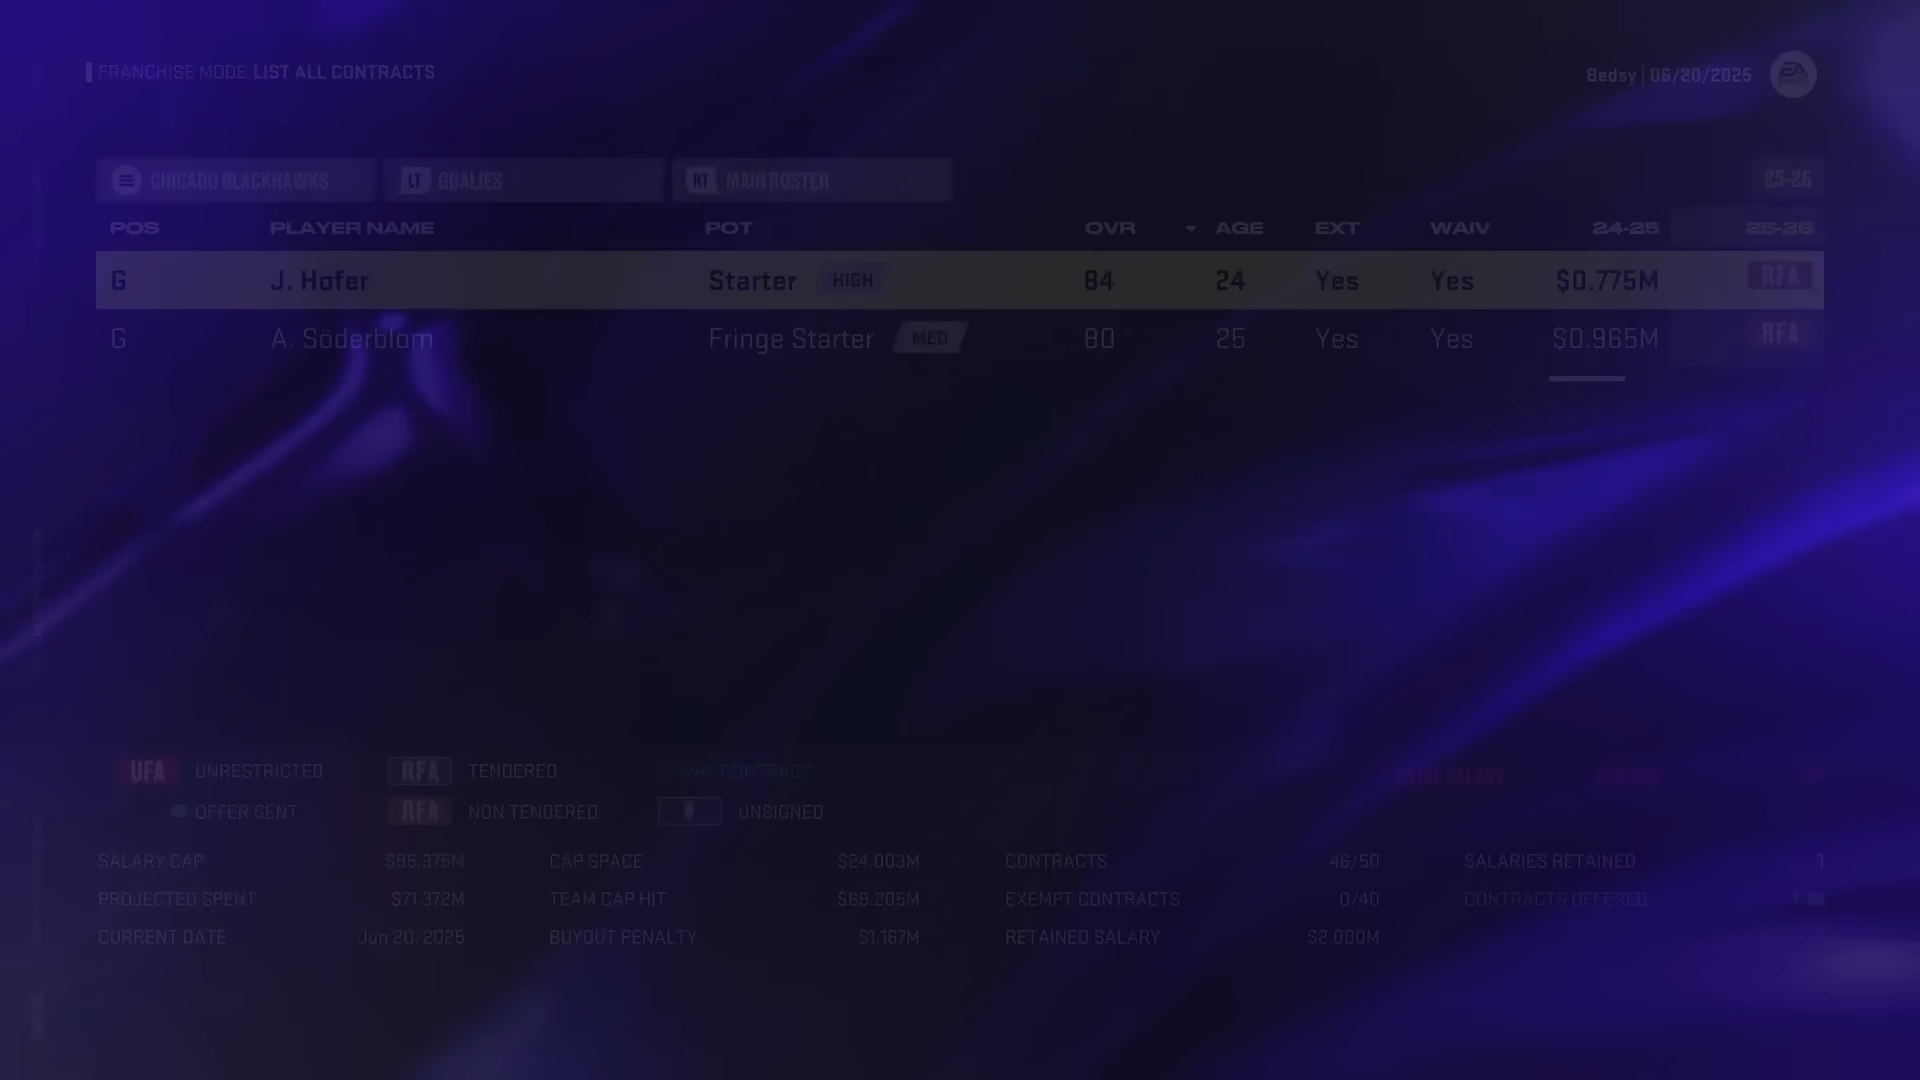 FRANCHISE MODE LIST ALL CONTRACTS
Bedsy | 06/20/2025 EA
CHICAGO BLACKHAWKS LT GOALIES RT MAIN ROSTER 25-26
POS PLAYER NAME POT OVR AGE EXT WAIV 24-25 25-26
G J. Hofer Starter HIGH 84 24 Yes Yes $0.775M RFA
G A. Söderblom Fringe Starter MED 80 25 Yes Yes $0.965M RFA
UFA UNRESTRICTED RFA TENDERED 2-WAY CONTRACT
OFFER SENT RFA NON TENDERED UNSIGNED
SALARY CAP $95.375M CAP SPACE $24.003M CONTRACTS 46/50 SALARIES RETAINED 1
PROJECTED SPENT $71.372M TEAM CAP HIT $68.205M EXEMPT CONTRACTS 0/40 CONTRACTS OFFERED
CURRENT DATE Jun 20, 2025 BUYOUT PENALTY $1.167M RETAINED SALARY $2.000M